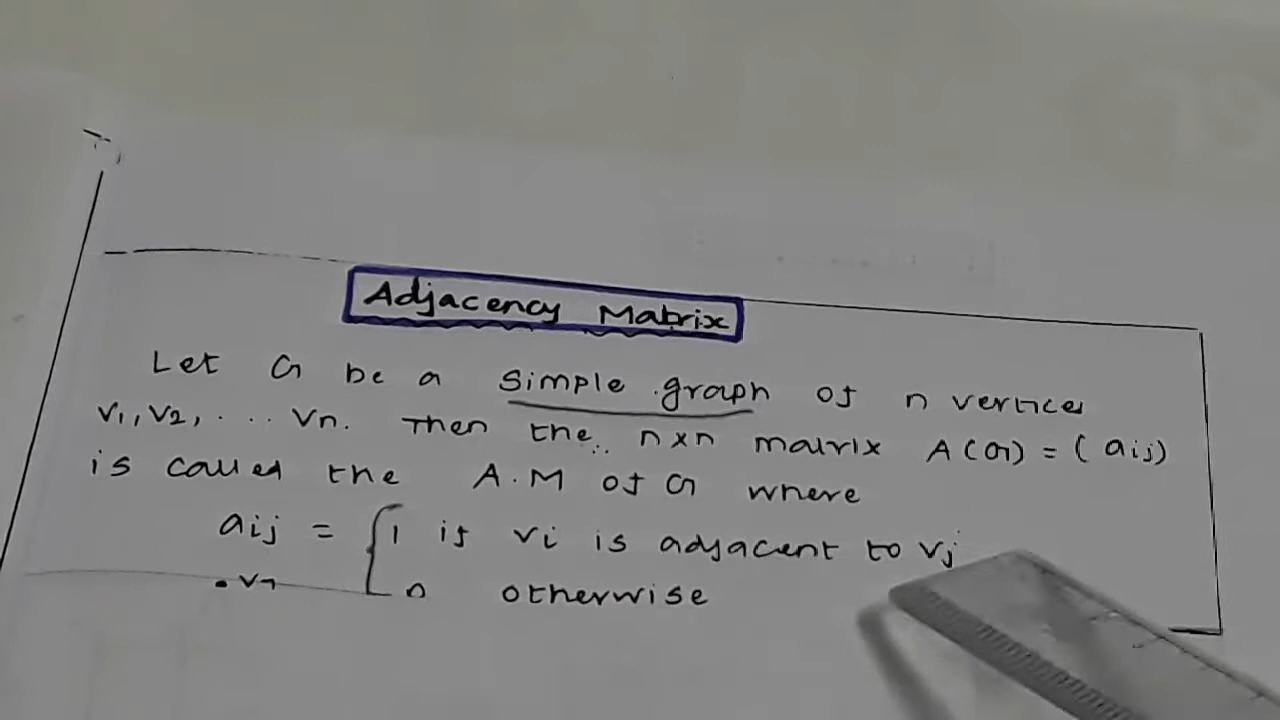 Adjacency Matrix
Let G be a simple graph of n vertices
v1, v2, . . . vn. Then the n×n matrix A(G) = (aij)
is called the A.M of G where
aij = { 1 if vi is adjacent to vj
0 otherwise